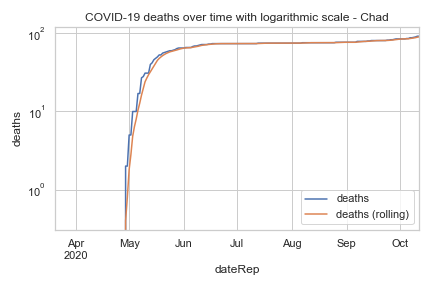 COVID-19 deaths over time with logarithmic scale - Chad
10²
10¹
10⁰
deaths
deaths
deaths (rolling)
Apr May Jun Jul Aug Sep Oct
2020
dateRep